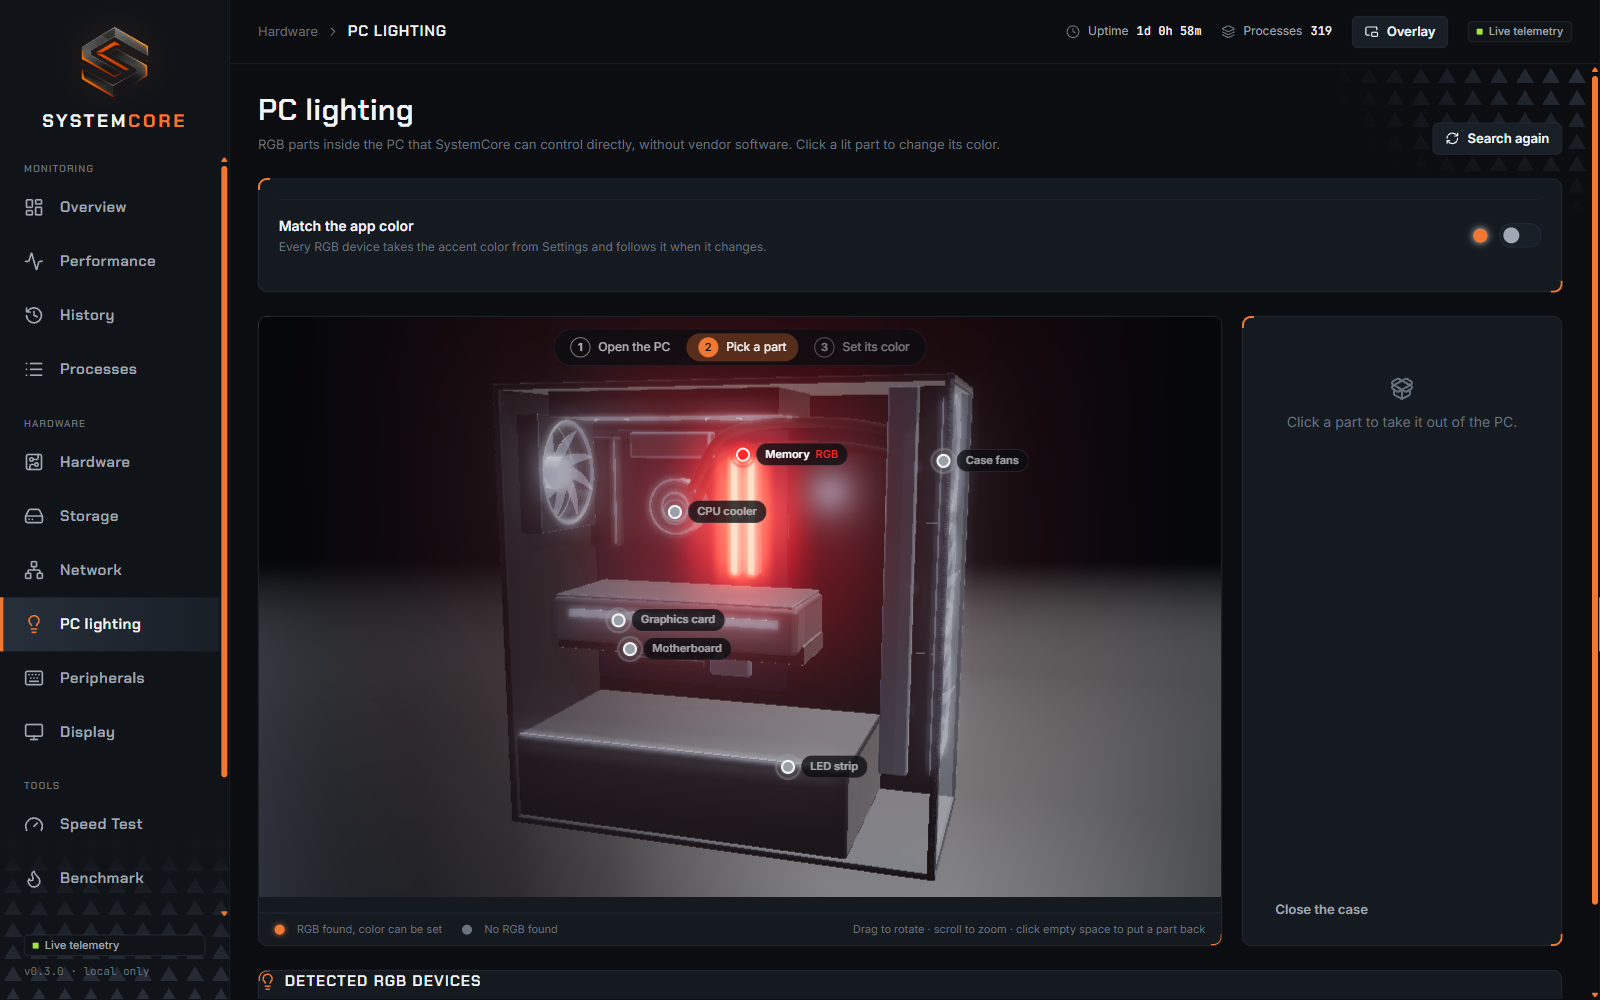 SYSTEMCORE
MONITORING
Overview
Performance
History
Processes
HARDWARE
Hardware
Storage
Network
PC lighting
Peripherals
Display
TOOLS
Speed Test
Benchmark
Live telemetry
v0.3.0 · local only
Hardware > PC LIGHTING
Uptime 1d 0h 58m
Processes 319
Overlay
Live telemetry
PC lighting
RGB parts inside the PC that SystemCore can control directly, without vendor software. Click a lit part to change its color.
Search again
Match the app color
Every RGB device takes the accent color from Settings and follows it when it changes.
1 Open the PC
2 Pick a part
3 Set its color
Memory RGB
Case fans
CPU cooler
Graphics card
Motherboard
LED strip
RGB found, color can be set
No RGB found
Drag to rotate · scroll to zoom · click empty space to put a part back
Click a part to take it out of the PC.
Close the case
DETECTED RGB DEVICES